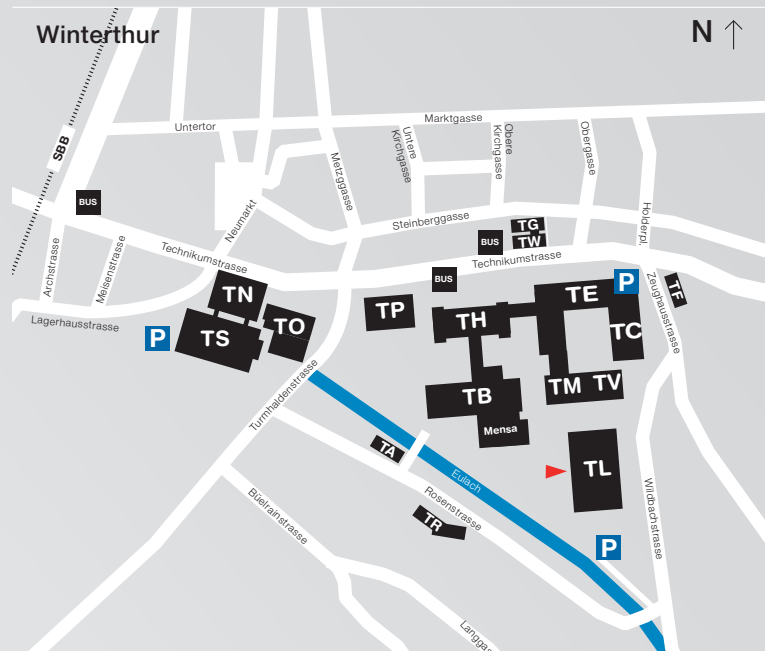 Winterthur
N
SBB
Untertor
Marktgasse
Untere
Kirchgasse
Obere
Kirchgasse
Obergasse
Metzggasse
BUS
Neumarkt
Steinberggasse
Holderpl.
TG
TW
BUS
Technikumstrasse
Technikumstrasse
Archstrasse
Meisenstrasse
BUS
Zeughausstrasse
TF
P
TE
TN
TP
TH
TC
TO
TS
P
Lagerhausstrasse
TM
TV
TB
Mensa
Turmhaldenstrasse
TA
Eulach
TL
Rosenstrasse
TR
Büelrainstrasse
Wildbachstrasse
P
Langgas